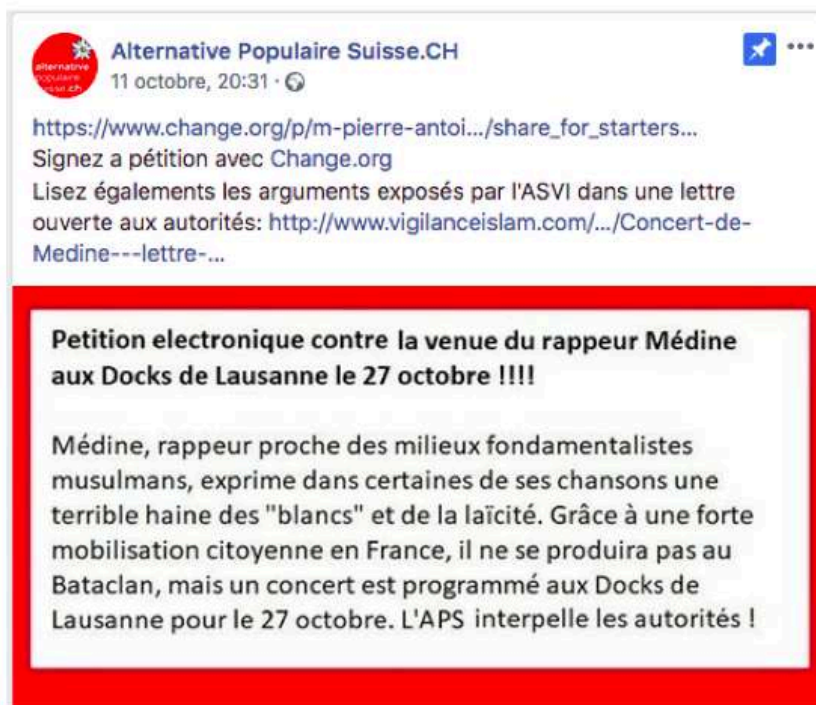 Alternative Populaire Suisse.CH
11 octobre, 20:31
alternative
populaire
suisse.ch
https://www.change.org/p/m-pierre-antoi.../share_for_starters...
Signez a pétition avec Change.org
Lisez égalements les arguments exposés par l'ASVI dans une lettre
ouverte aux autorités: http://www.vigilanceislam.com/.../Concert-de-
Medine---lettre-...
Petition electronique contre la venue du rappeur Médine
aux Docks de Lausanne le 27 octobre !!!!
Médine, rappeur proche des milieux fondamentalistes
musulmans, exprime dans certaines de ses chansons une
terrible haine des "blancs" et de la laïcité. Grâce à une forte
mobilisation citoyenne en France, il ne se produira pas au
Bataclan, mais un concert est programmé aux Docks de
Lausanne pour le 27 octobre. L'APS interpelle les autorités !